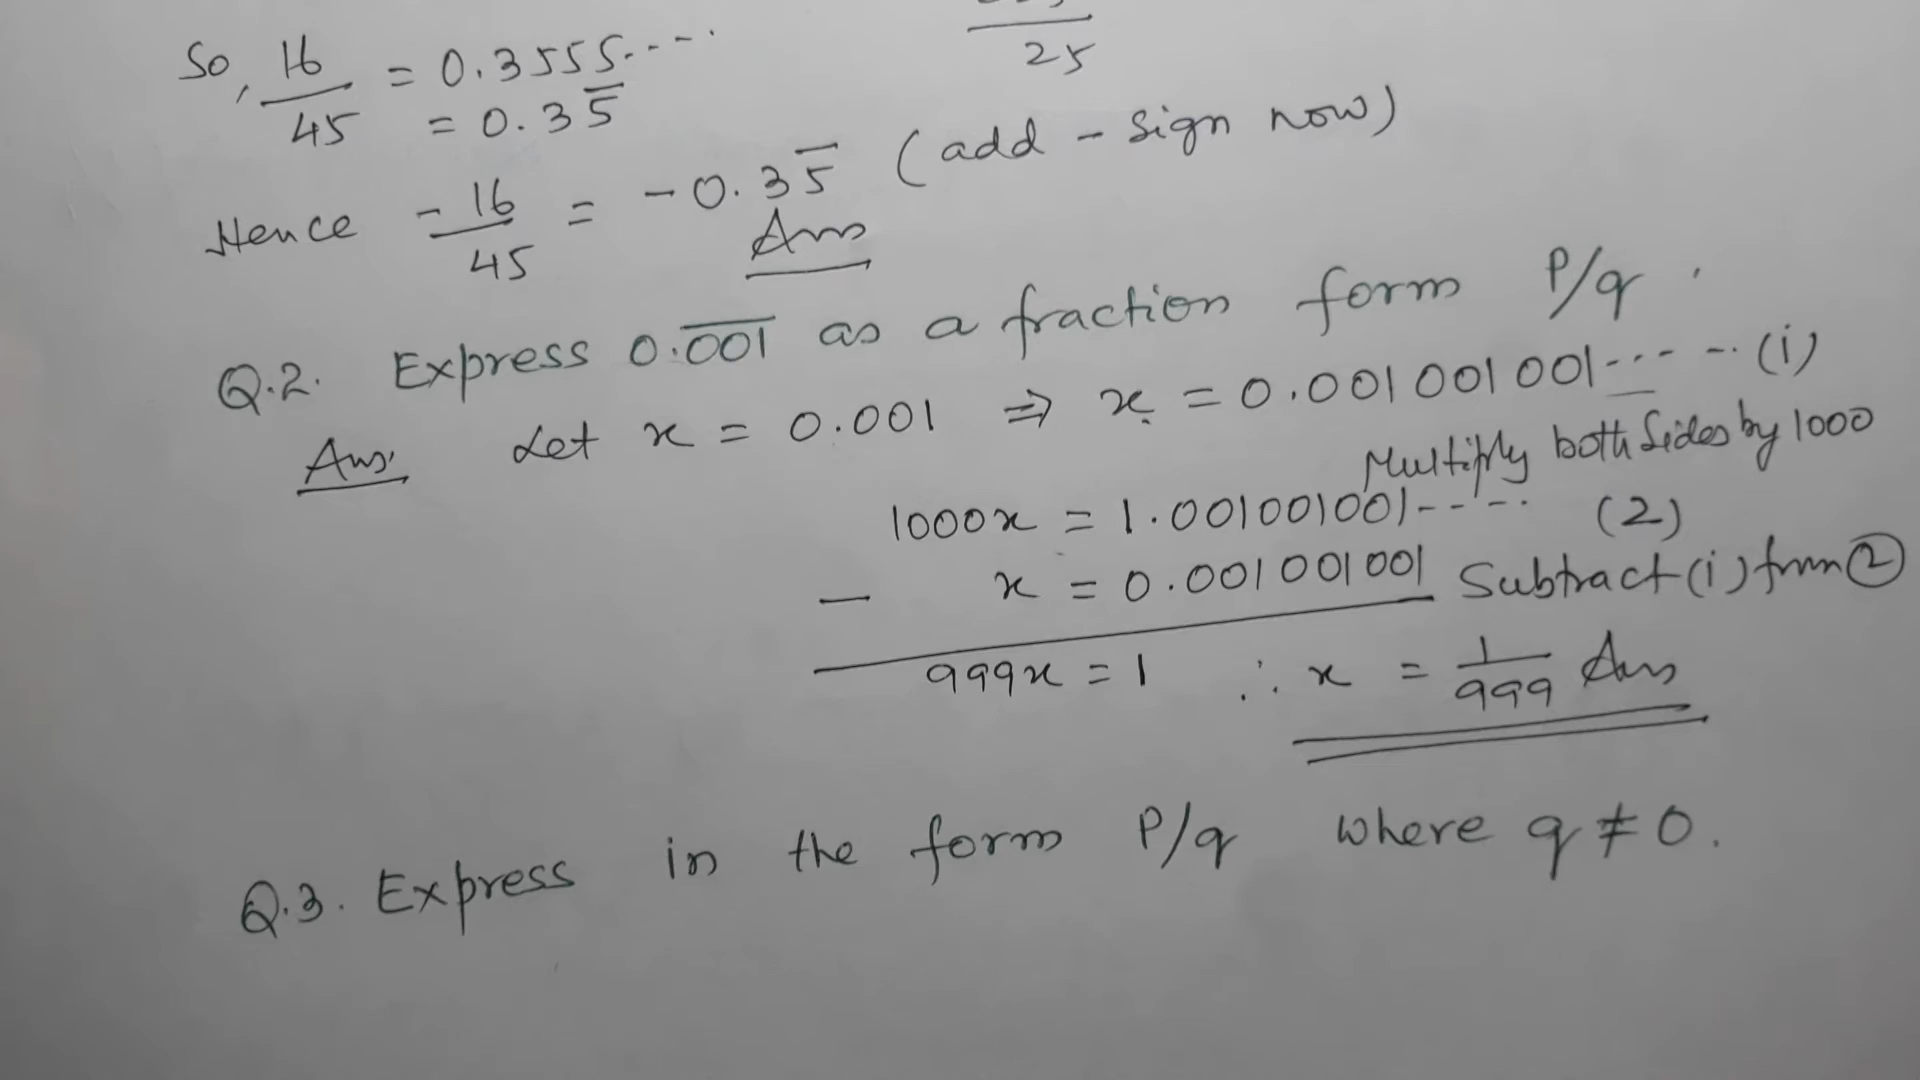 So, 16/45 = 0.3555....
= 0.35̅
25
Hence -16/45 = -0.35̅ (add - sign now)
Ans
Q.2. Express 0.0̅0̅1̅ as a fraction form P/q.
Ans. Let x = 0.001 ⇒ x = 0.001001001----- (i)
Multiply both sides by 1000
1000x = 1.001001001----- (2)
— x = 0.001001001 Subtract (i) from ②
999x = 1 ∴ x = 1/999 Ans
Q.3. Express in the form P/q where q ≠ 0.